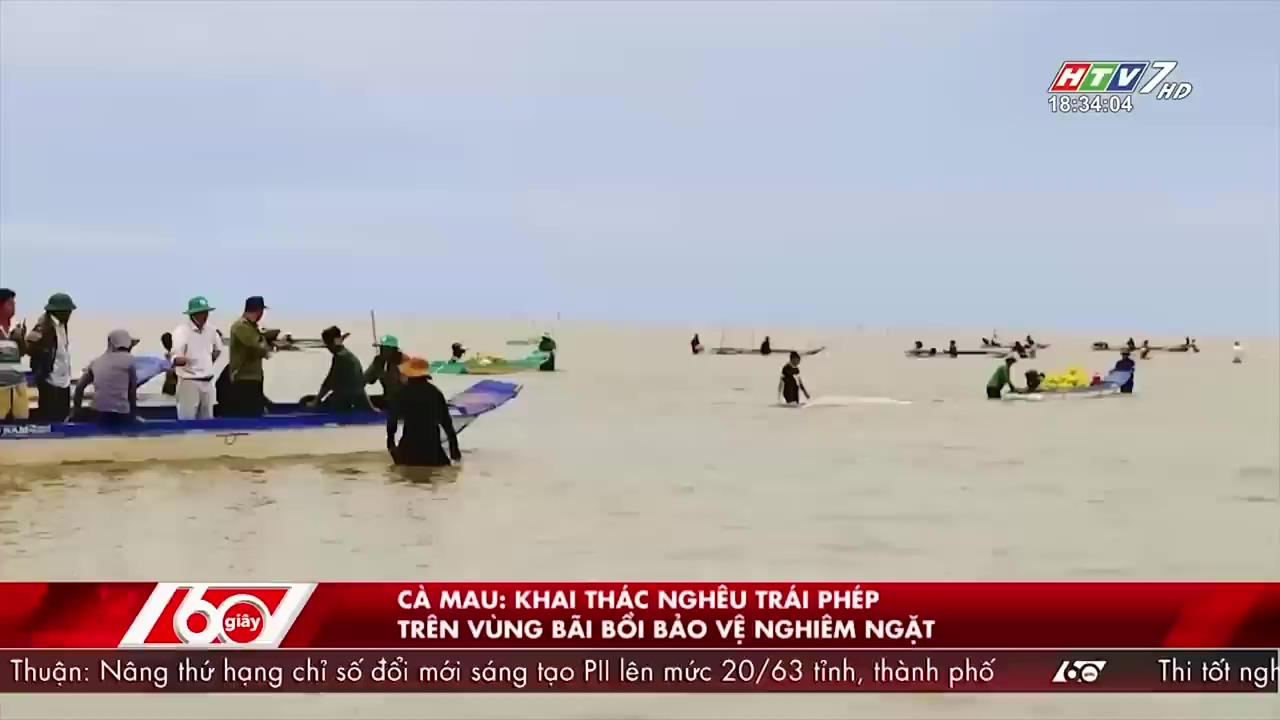 HTV7 HD
18:34:04
60 giây
CÀ MAU: KHAI THÁC NGHÊU TRÁI PHÉP
TRÊN VÙNG BÃI BỒI BẢO VỆ NGHIÊM NGẶT
Thuận: Nâng thứ hạng chỉ số đổi mới sáng tạo PII lên mức 20/63 tỉnh, thành phố 60 giây Thi tốt ngh